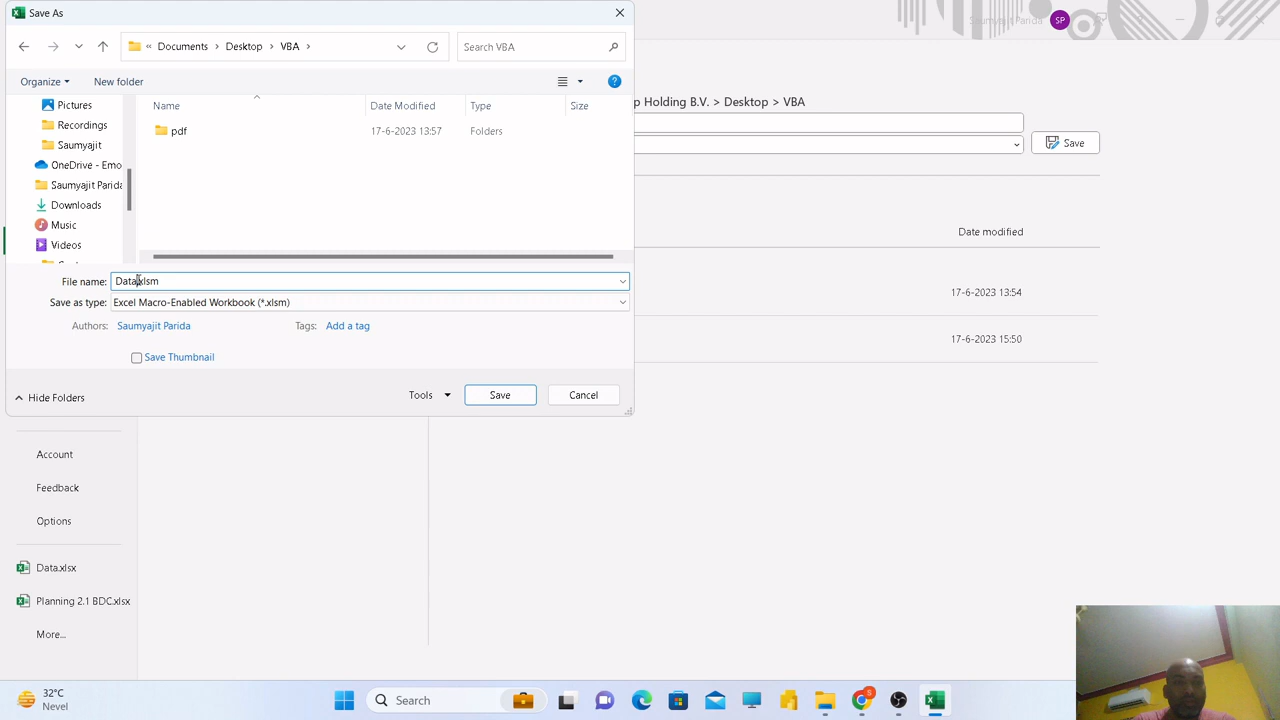 Save As
Saumyajit Parida
SP
« Documents > Desktop > VBA >
Search VBA
Organize
New folder
p Holding B.V. > Desktop > VBA
Pictures
Recordings
Saumyajit
OneDrive - Emo
Saumyajit Parida
Downloads
Music
Videos
Name
Date Modified
Type
Size
pdf
17-6-2023 13:57
Folders
Save
Date modified
17-6-2023 13:54
17-6-2023 15:50
File name: Data.xlsm
Save as type: Excel Macro-Enabled Workbook (*.xlsm)
Authors: Saumyajit Parida
Tags: Add a tag
Save Thumbnail
Hide Folders
Tools
Save
Cancel
Account
Feedback
Options
Data.xlsx
Planning 2.1 BDC.xlsx
More...
32°C
Nevel
Search